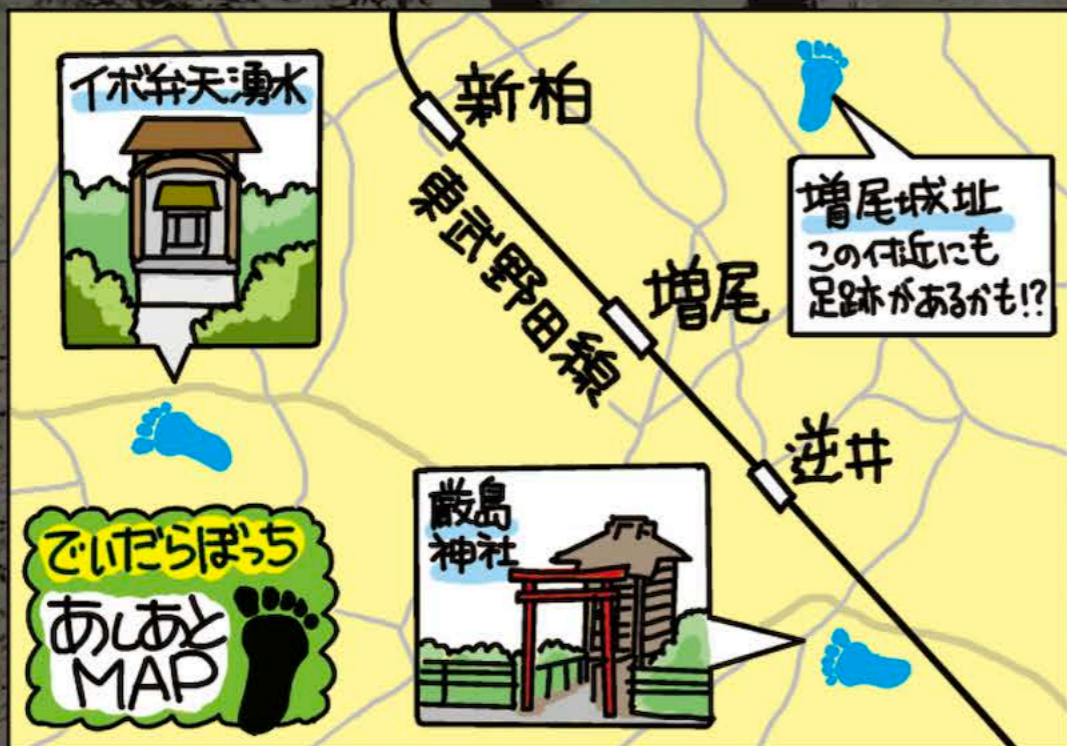 イボ弁天湧水
新柏
東武野田線
増尾
逆井
増尾城址
この付近にも
足跡があるかも!?
厳島
神社
でいだらぼっち
あしあと
MAP